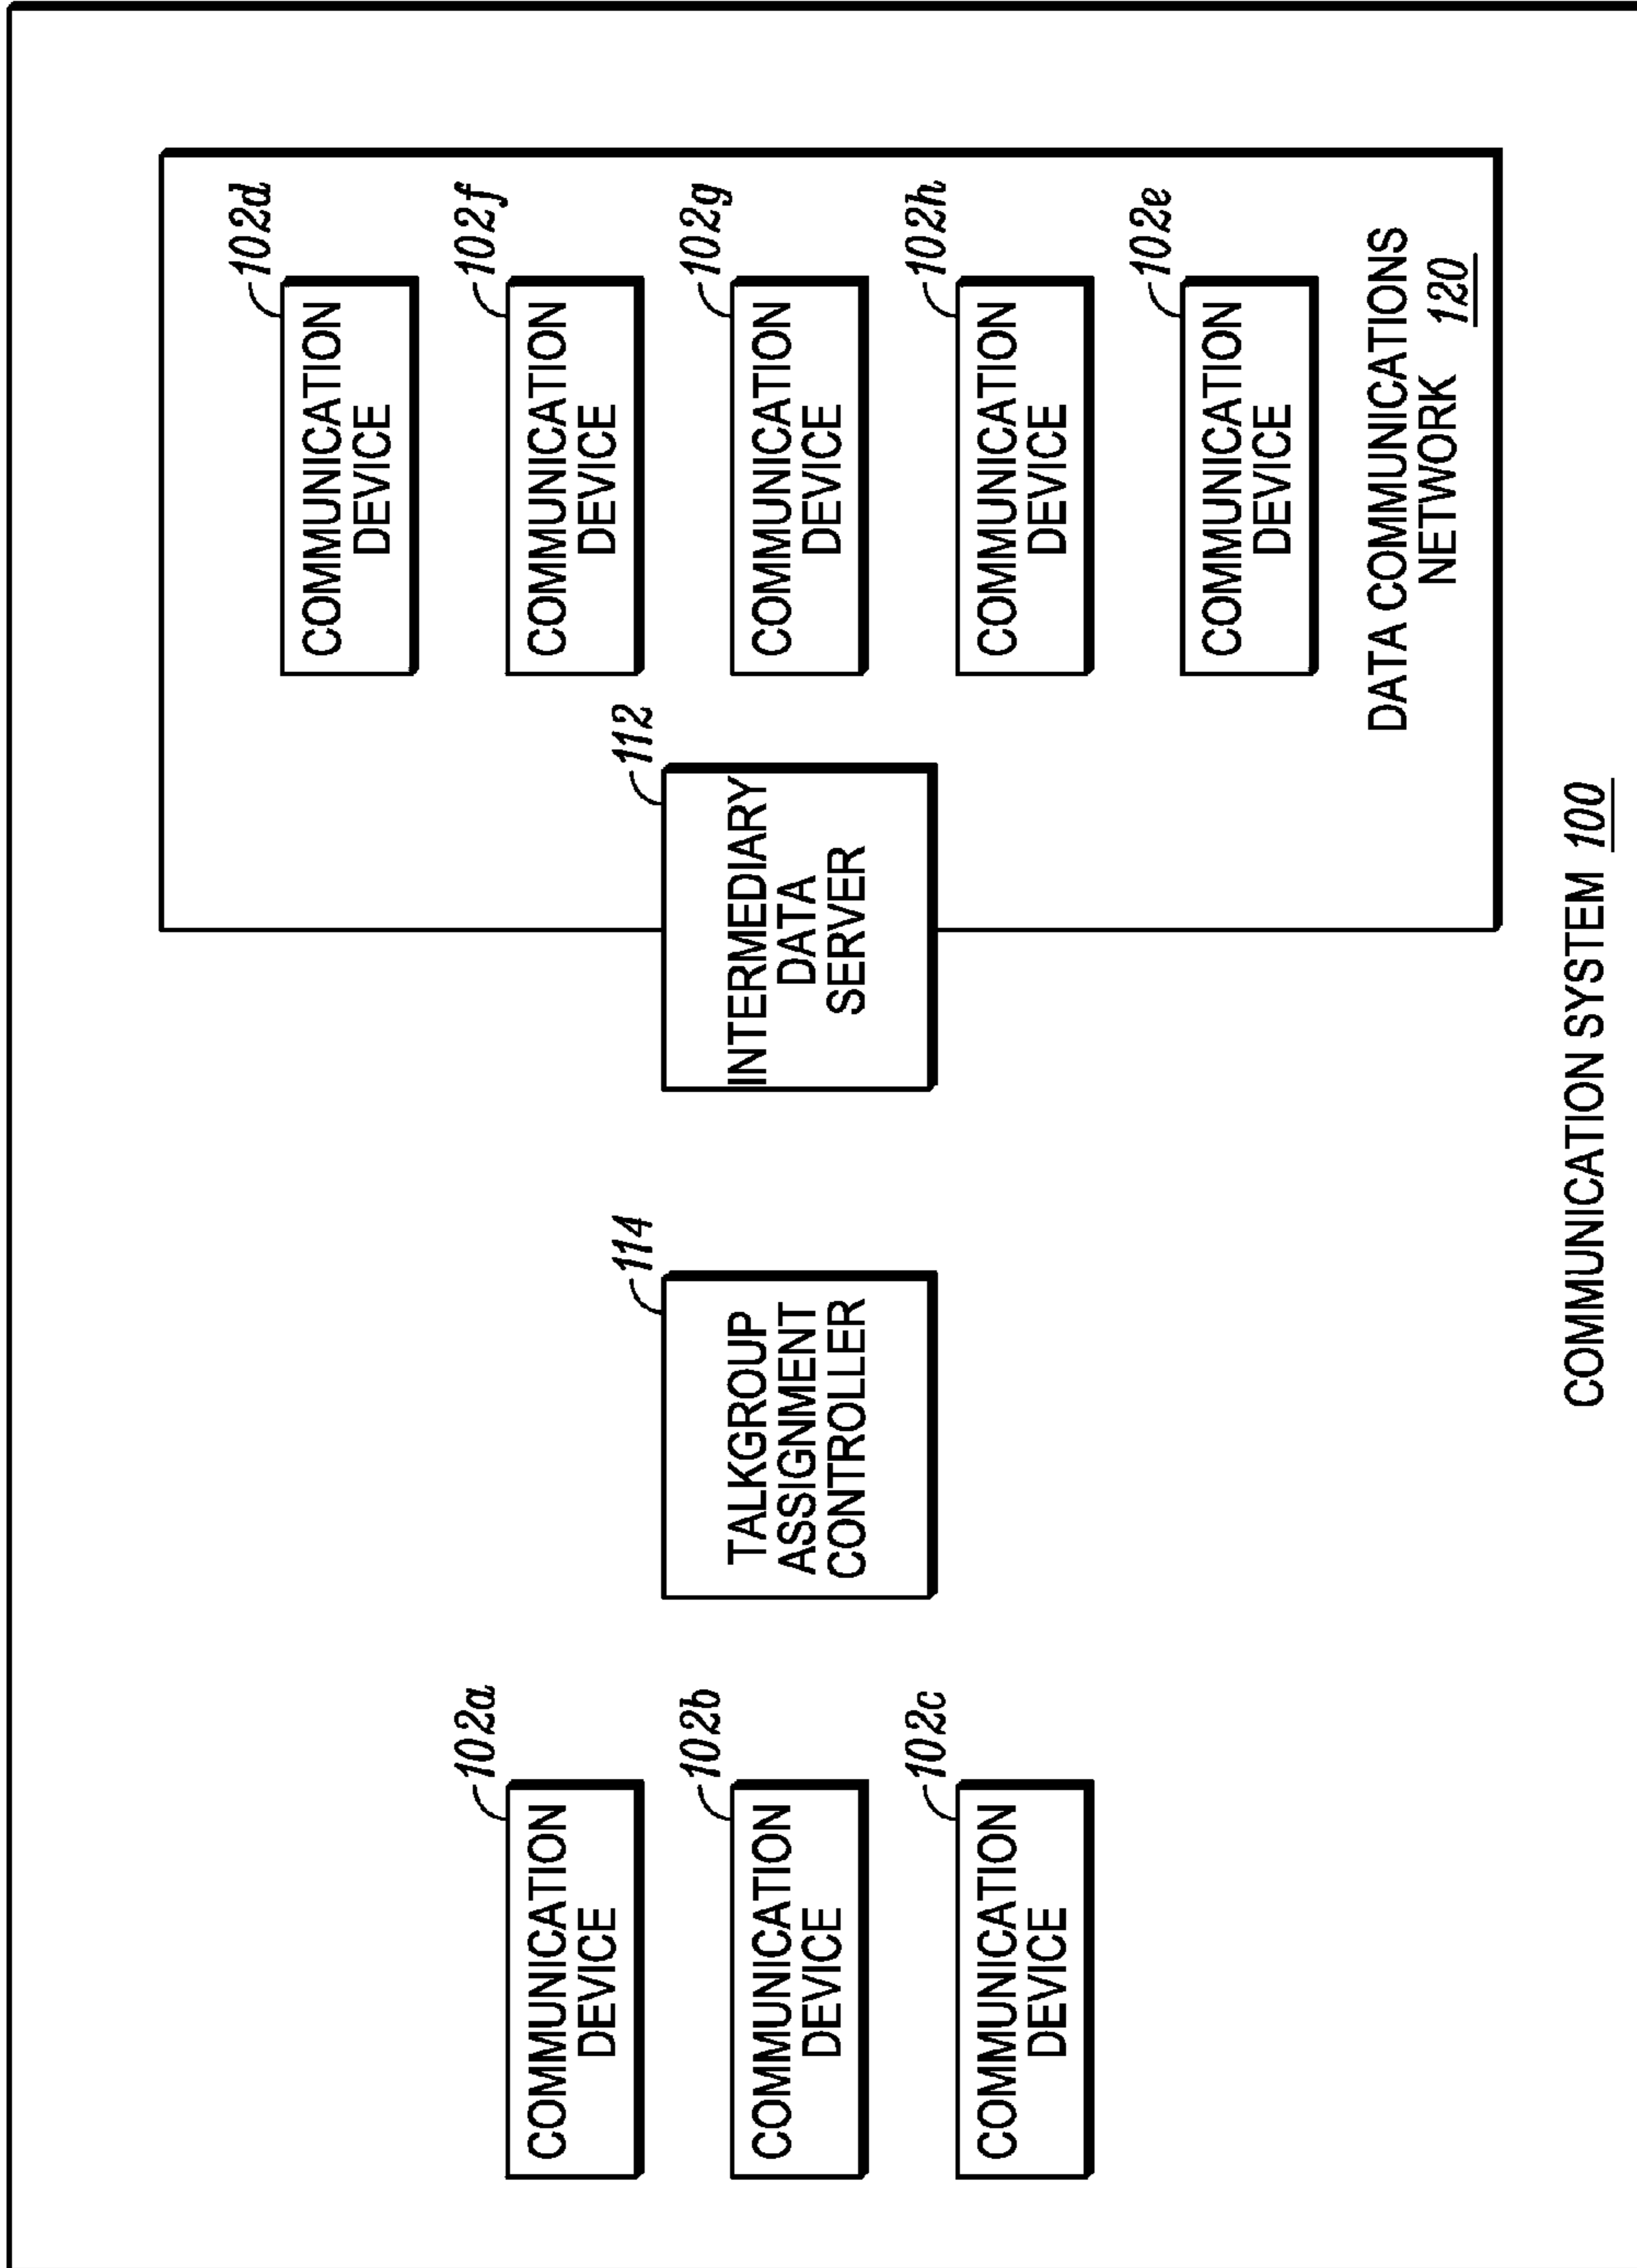 102d
COMMUNICATION
DEVICE
102a
COMMUNICATION
DEVICE
114
TALKGROUP
ASSIGNMENT
CONTROLLER
112
INTERMEDIARY
DATA
SERVER
102f
COMMUNICATION
DEVICE
102b
COMMUNICATION
DEVICE
102g
COMMUNICATION
DEVICE
102c
COMMUNICATION
DEVICE
102h
COMMUNICATION
DEVICE
102e
COMMUNICATION
DEVICE
DATA COMMUNICATIONS
NETWORK 120
COMMUNICATION SYSTEM 100